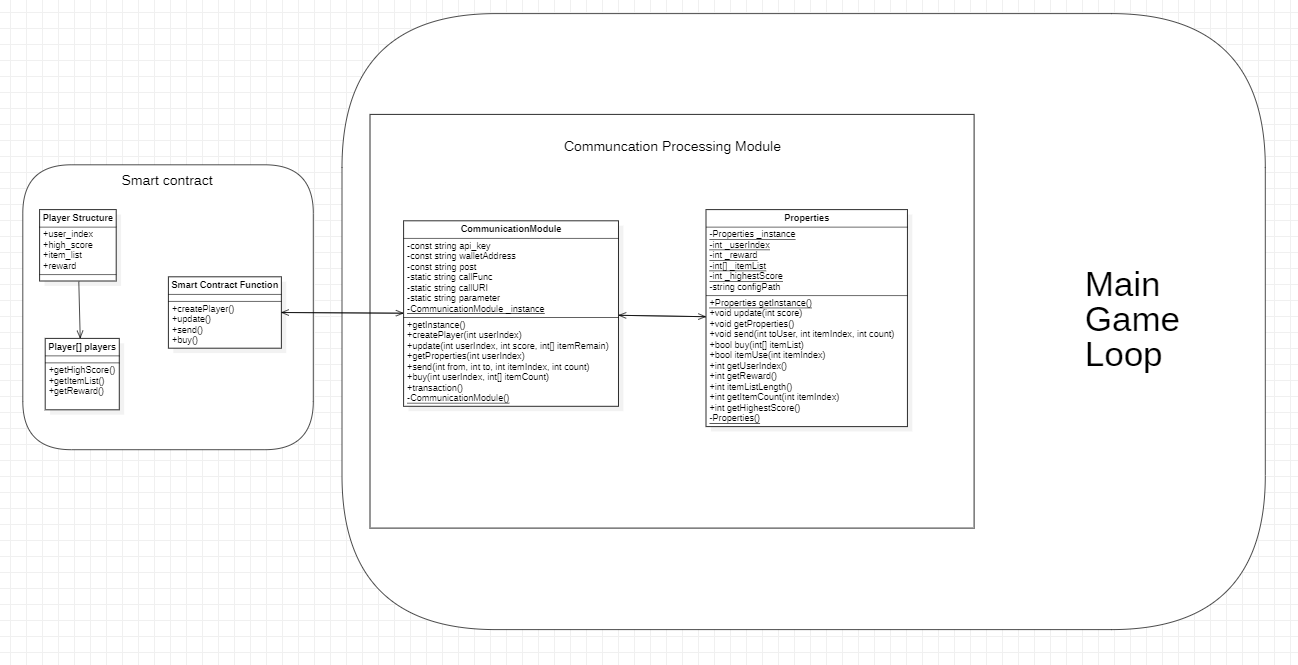 Smart contract
Player Structure
+user_index
+high_score
+item_list
+reward
Player[] players
+getHighScore()
+getItemList()
+getReward()
Smart Contract Function
+createPlayer()
+update()
+send()
+buy()
Communcation Processing Module
CommunicationModule
-const string api_key
-const string walletAddress
-const string post
-static string callFunc
-static string callURI
-static string parameter
-CommunicationModule _instance
+getInstance()
+createPlayer(int userIndex)
+update(int userIndex, int score, int[] itemRemain)
+getProperties(int userIndex)
+send(int from, int to, int itemIndex, int count)
+buy(int userIndex, int[] itemCount)
+transaction()
-CommunicationModule()
Properties
-Properties _instance
-int _userIndex
-int _reward
-int[] _itemList
-int _highestScore
-string configPath
+Properties getInstance()
+void update(int score)
+void getProperties()
+void send(int toUser, int itemIndex, int count)
+bool buy(int[] itemList)
+bool itemUse(int itemIndex)
+int getUserIndex()
+int getReward()
+int itemListLength()
+int getItemCount(int itemIndex)
+int getHighestScore()
-Properties()
Main
Game
Loop